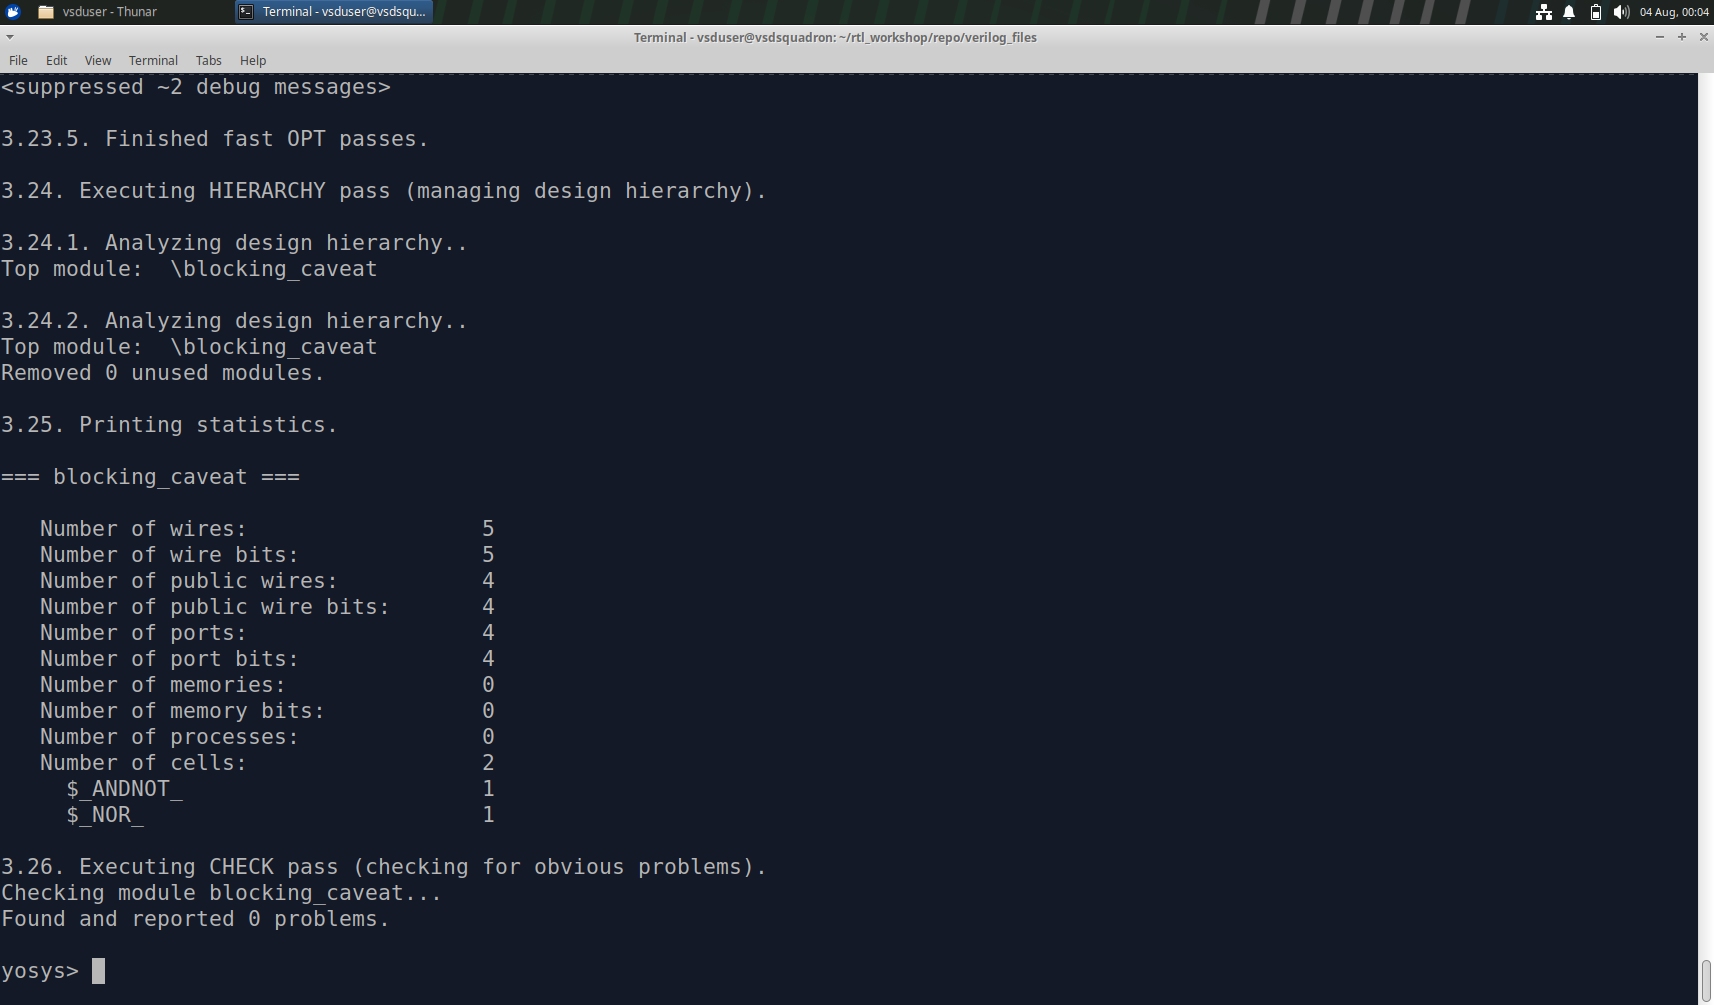 vsduser - Thunar
Terminal - vsduser@vsdsqu...
04 Aug, 00:04
Terminal - vsduser@vsdsquadron: ~/rtl_workshop/repo/verilog_files
File Edit View Terminal Tabs Help
<suppressed ~2 debug messages>
3.23.5. Finished fast OPT passes.
3.24. Executing HIERARCHY pass (managing design hierarchy).
3.24.1. Analyzing design hierarchy..
Top module:  \blocking_caveat
3.24.2. Analyzing design hierarchy..
Top module:  \blocking_caveat
Removed 0 unused modules.
3.25. Printing statistics.
=== blocking_caveat ===
Number of wires: 5
Number of wire bits: 5
Number of public wires: 4
Number of public wire bits: 4
Number of ports: 4
Number of port bits: 4
Number of memories: 0
Number of memory bits: 0
Number of processes: 0
Number of cells: 2
$_ANDNOT_ 1
$_NOR_ 1
3.26. Executing CHECK pass (checking for obvious problems).
Checking module blocking_caveat...
Found and reported 0 problems.
yosys>